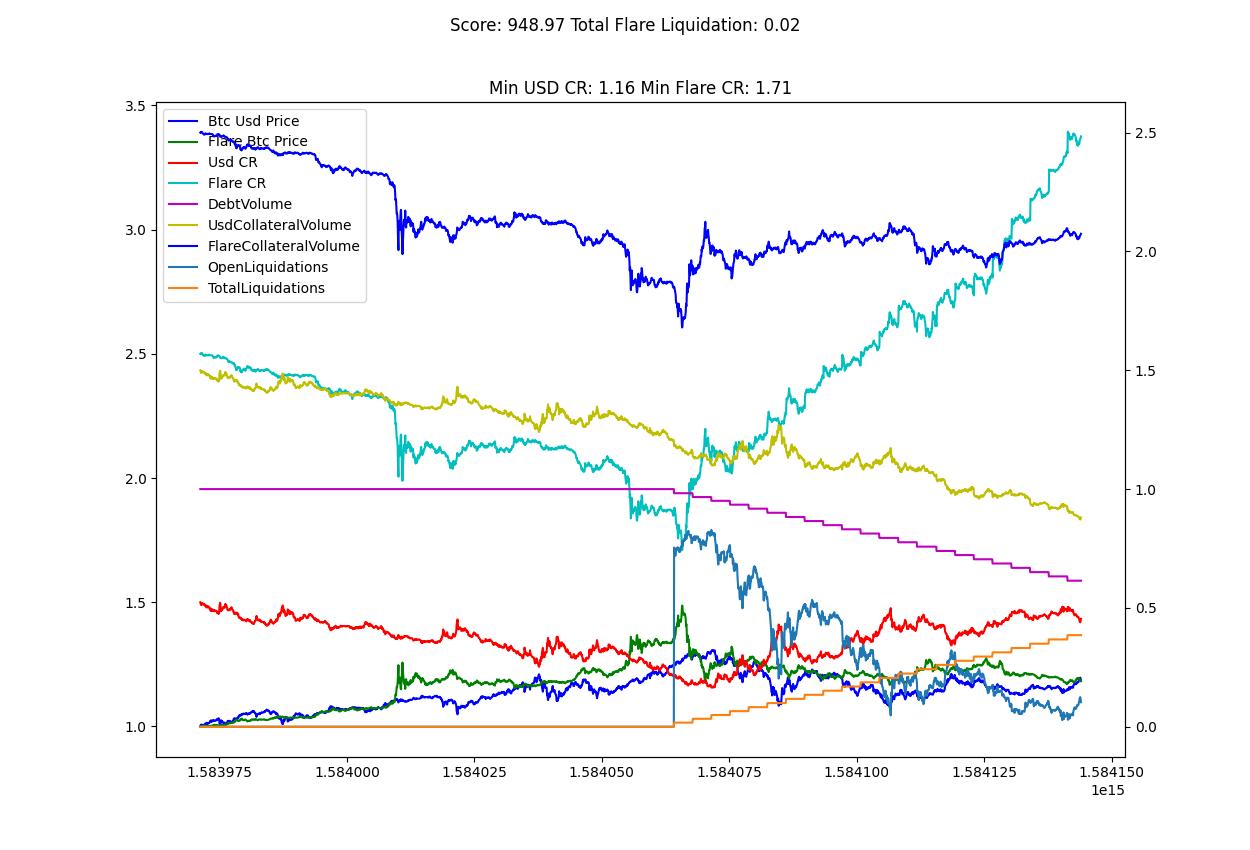 Score: 948.97 Total Flare Liquidation: 0.02
Min USD CR: 1.16 Min Flare CR: 1.71
3.5
3.0
2.5
2.0
1.5
1.0
Btc Usd Price
Flare Btc Price
Usd CR
Flare CR
DebtVolume
UsdCollateralVolume
FlareCollateralVolume
OpenLiquidations
TotalLiquidations
2.5
2.0
1.5
1.0
0.5
0.0
1.583975 1.584000 1.584025 1.584050 1.584075 1.584100 1.584125 1.584150
1e15